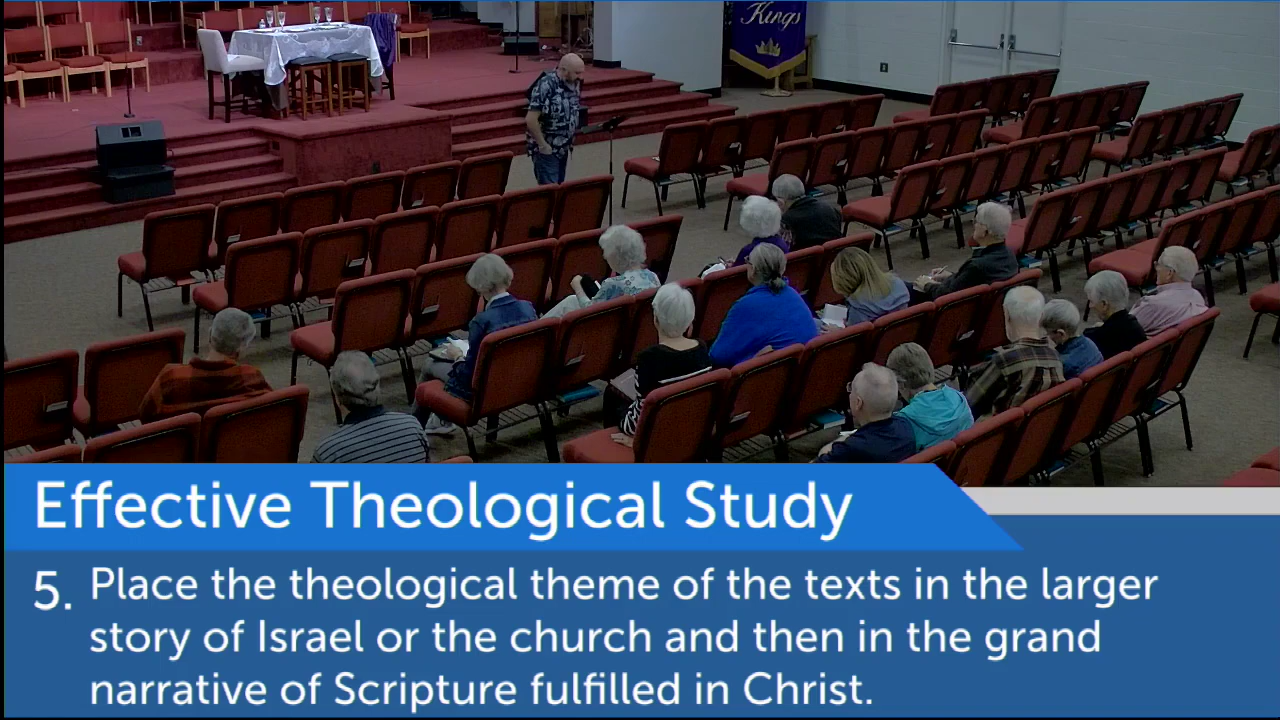 Kings
Effective Theological Study
5. Place the theological theme of the texts in the larger
story of Israel or the church and then in the grand
narrative of Scripture fulfilled in Christ.